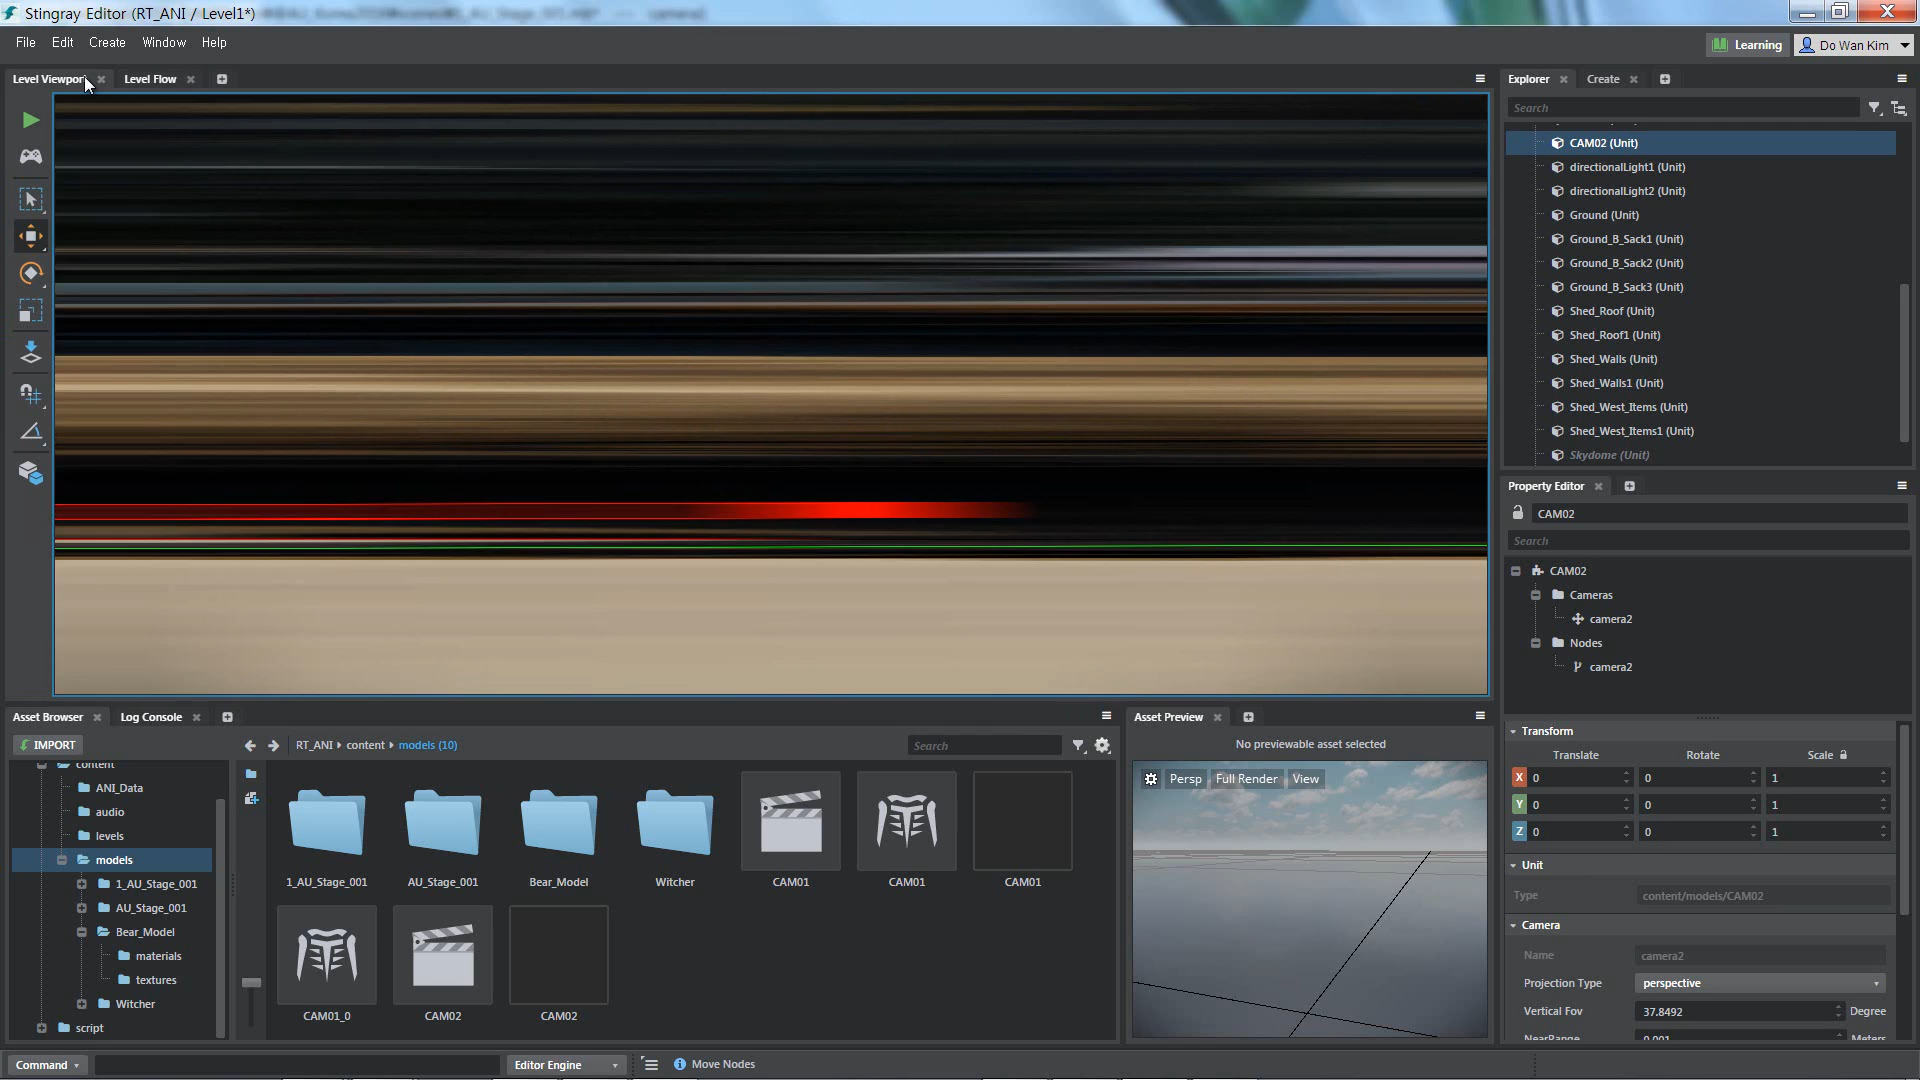 Stingray Editor (RT_ANI / Level1*)
File Edit Create Window Help
Learning Do Wan Kim
Level Viewport Level Flow
Explorer Create
Search
CAM02 (Unit)
directionalLight1 (Unit)
directionalLight2 (Unit)
Ground (Unit)
Ground_B_Sack1 (Unit)
Ground_B_Sack2 (Unit)
Ground_B_Sack3 (Unit)
Shed_Roof (Unit)
Shed_Roof1 (Unit)
Shed_Walls (Unit)
Shed_Walls1 (Unit)
Shed_West_Items (Unit)
Shed_West_Items1 (Unit)
Skydome (Unit)
Property Editor
CAM02
Search
CAM02
Cameras
camera2
Nodes
camera2
Transform
Translate Rotate Scale
X 0 0 1
Y 0 0 1
Z 0 0 1
Unit
Type content/models/CAM02
Camera
Name camera2
Projection Type perspective
Vertical Fov 37.8492 Degree
NearRange 0.001 Meters
Asset Browser Log Console
IMPORT
RT_ANI content models (10)
Search
content
ANI_Data
audio
levels
models
1_AU_Stage_001
AU_Stage_001
Bear_Model
materials
textures
Witcher
script
1_AU_Stage_001 AU_Stage_001 Bear_Model Witcher CAM01 CAM01 CAM01
CAM01_0 CAM02 CAM02
Asset Preview
No previewable asset selected
Persp Full Render View
Command Editor Engine Move Nodes